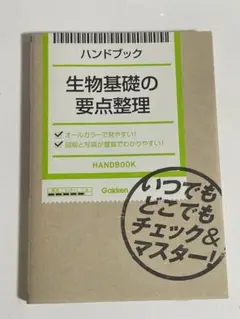 ハンドブック
生物基礎の
要点整理
オールカラーで見やすい!
図解と写真が豊富でわかりやすい!
HANDBOOK
Gakken
いつでも
どこでも
チェック&
マスター!